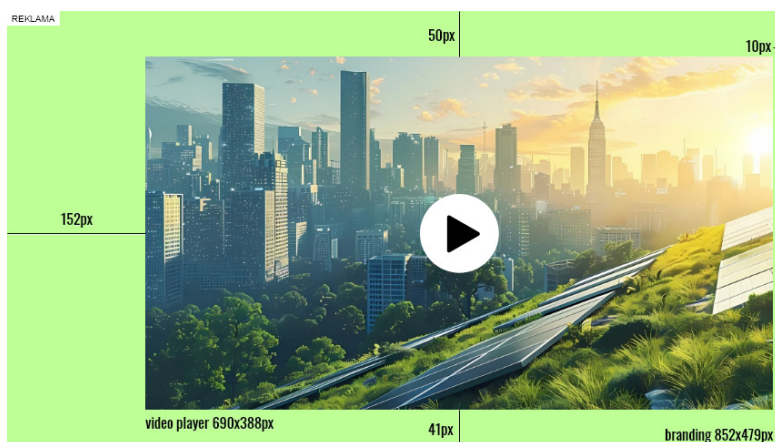 REKLAMA
50px
10px
152px
video player 690x388px
41px
branding 852x479px